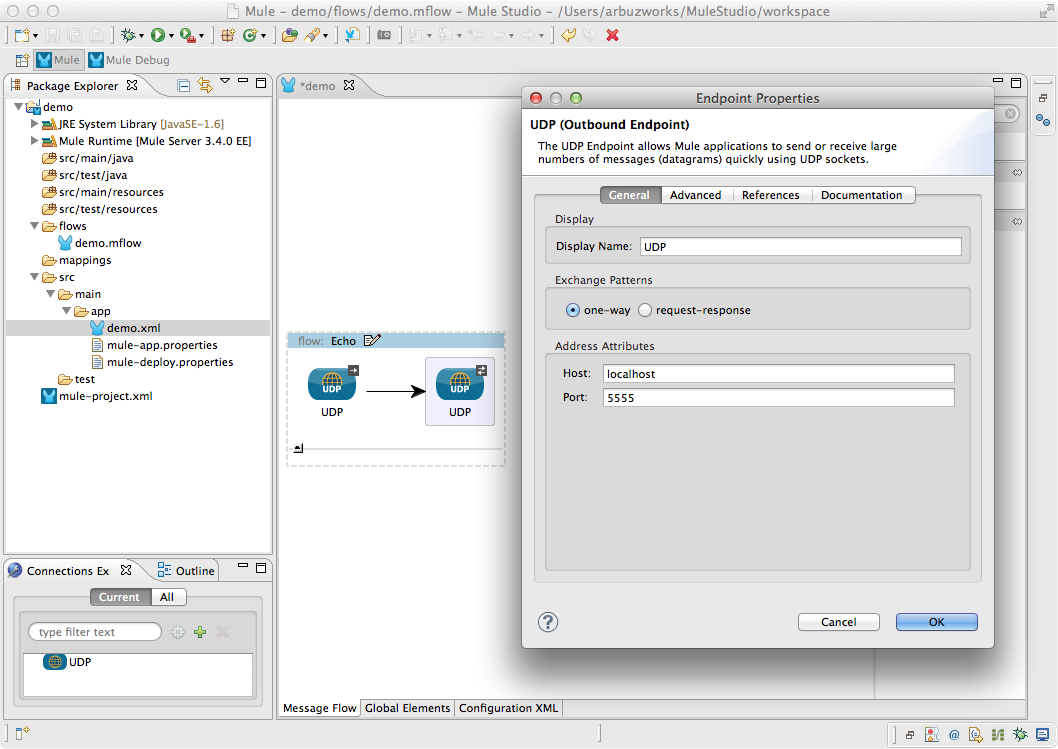 Mule – demo/flows/demo.mflow – Mule Studio – /Users/arbuzworks/MuleStudio/workspace
Mule
Mule Debug
Package Explorer
demo
JRE System Library [JavaSE-1.6]
Mule Runtime [Mule Server 3.4.0 EE]
src/main/java
src/test/java
src/main/resources
src/test/resources
flows
demo.mflow
mappings
src
main
app
demo.xml
mule-app.properties
mule-deploy.properties
test
mule-project.xml
Connections Ex
Outline
Current
All
type filter text
UDP
*demo
flow: Echo
UDP
UDP
UDP
UDP
Message Flow
Global Elements
Configuration XML
Endpoint Properties
UDP (Outbound Endpoint)
The UDP Endpoint allows Mule applications to send or receive large
numbers of messages (datagrams) quickly using UDP sockets.
General
Advanced
References
Documentation
Display
Display Name: UDP
Exchange Patterns
one-way
request-response
Address Attributes
Host: localhost
Port: 5555
?
Cancel
OK